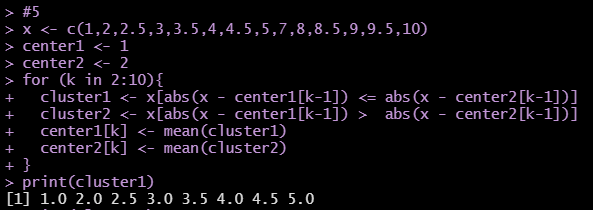 > #5
> x <- c(1,2,2.5,3,3.5,4,4.5,5,7,8,8.5,9,9.5,10)
> center1 <- 1
> center2 <- 2
> for (k in 2:10){
+   cluster1 <- x[abs(x - center1[k-1]) <= abs(x - center2[k-1])]
+   cluster2 <- x[abs(x - center1[k-1]) >  abs(x - center2[k-1])]
+   center1[k] <- mean(cluster1)
+   center2[k] <- mean(cluster2)
+ }
> print(cluster1)
[1] 1.0 2.0 2.5 3.0 3.5 4.0 4.5 5.0